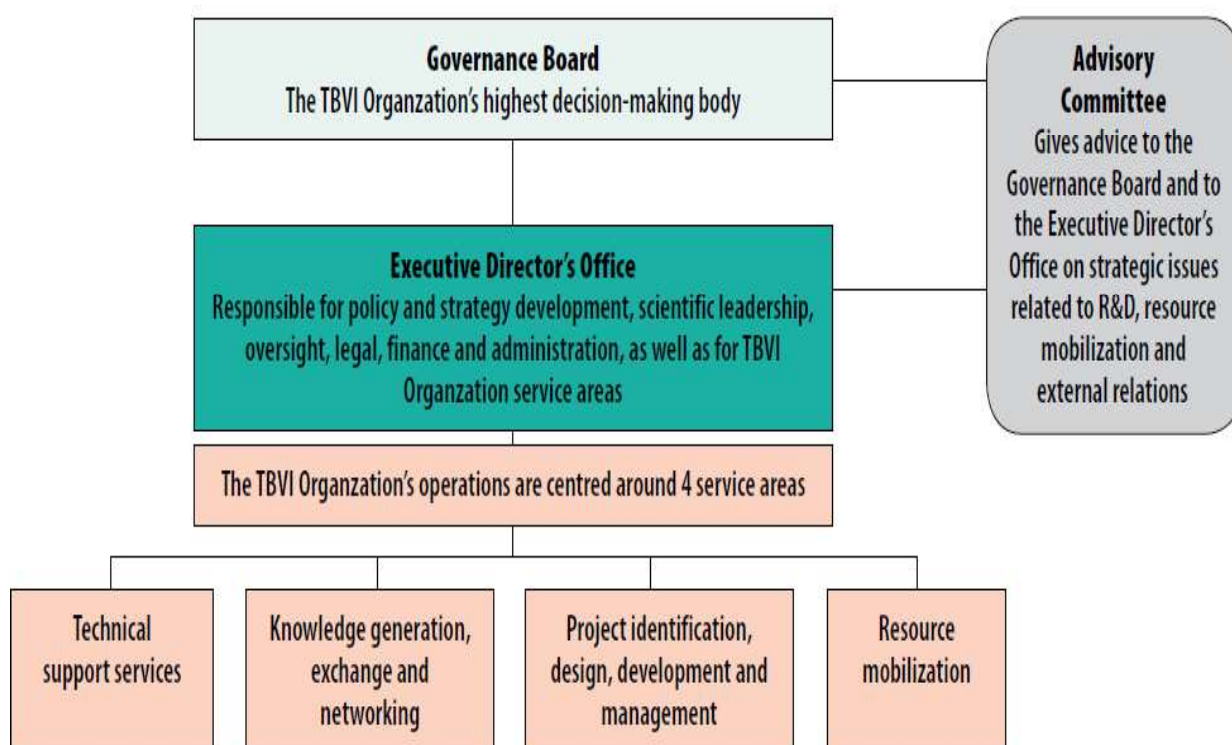 Governance Board
The TBVI Organzation's highest decision-making body
Advisory
Committee
Gives advice to the
Governance Board and to
the Executive Director's
Office on strategic issues
related to R&D, resource
mobilization and
external relations
Executive Director's Office
Responsible for policy and strategy development, scientific leadership,
oversight, legal, finance and administration, as well as for TBVI
Organzation service areas
The TBVI Organzation's operations are centred around 4 service areas
Technical
support services
Knowledge generation,
exchange and
networking
Project identification,
design, development and
management
Resource
mobilization